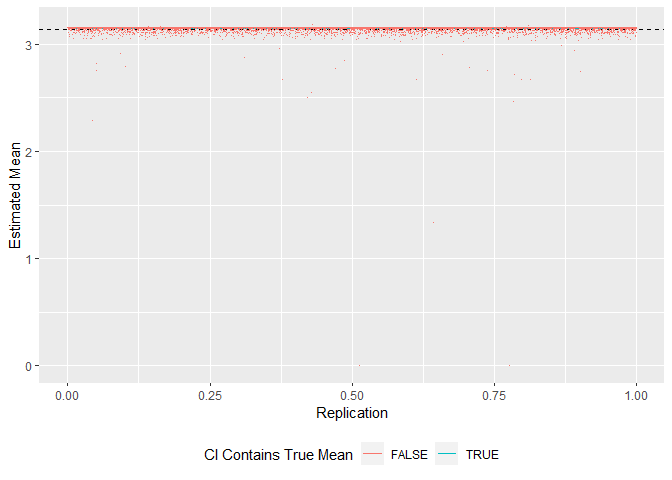 3
2
1
0
Estimated Mean
0.00 0.25 0.50 0.75 1.00
Replication
CI Contains True Mean FALSE TRUE